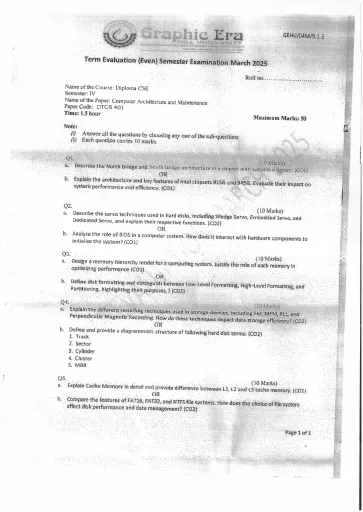 Graphic Era
HILL UNIVERSITY
GEHU/04M/9.1.3
Term Evaluation (Even) Semester Examination March 2025
Roll no.
Name of the Course: Diploma CSE
Semester: IV
Name of the Paper: Computer Architecture and Maintenance
Paper Code: DTCS 401
Time: 1.5 hour
Maximum Marks: 50
Note:
(i) Answer all the questions by choosing any one of the sub-questions
(ii) Each question carries 10 marks.
Q1.
(10 Marks)
a. Describe the North Bridge and South Bridge architecture in a chipset with suitable diagram. (CO1)
OR
b. Explain the architecture and key features of Intel chipsets 915G and 945G. Evaluate their impact on
system performance and efficiency. (CO1)
Q2.
(10 Marks)
a. Describe the servo techniques used in hard disks, including Wedge Servo, Embedded Servo, and
Dedicated Servo, and explain their respective functions. (CO2)
OR
b. Analyze the role of BIOS in a computer system. How does it interact with hardware components to
initialize the system? (CO1)
Q3.
(10 Marks)
a. Design a memory hierarchy model for a computing system. Justify the role of each memory in
optimizing performance (CO1)
OR
b. Define disk formatting and distinguish between Low-Level Formatting, High-Level Formatting, and
Partitioning, highlighting their purposes. ? (CO2)
Q4.
(10 Marks)
a. Explain the different recording techniques used in storage devices, including FM, MFM, RLL, and
Perpendicular Magnetic Recording. How do these techniques impact data storage efficiency? (CO2)
OR
b. Define and provide a diagrammatic structure of following hard disk terms. (CO2)
1. Track
2. Sector
3. Cylinder
4. Cluster
5. MBR
Q5.
(10 Marks)
a. Explain Cache Memory in detail and provide difference between L1, L2 and L3 cache memory. (CO1)
OR
b. Compare the features of FAT16, FAT32, and NTFS file systems. How does the choice of file system
affect disk performance and data management? (CO2)
Page 1 of 1